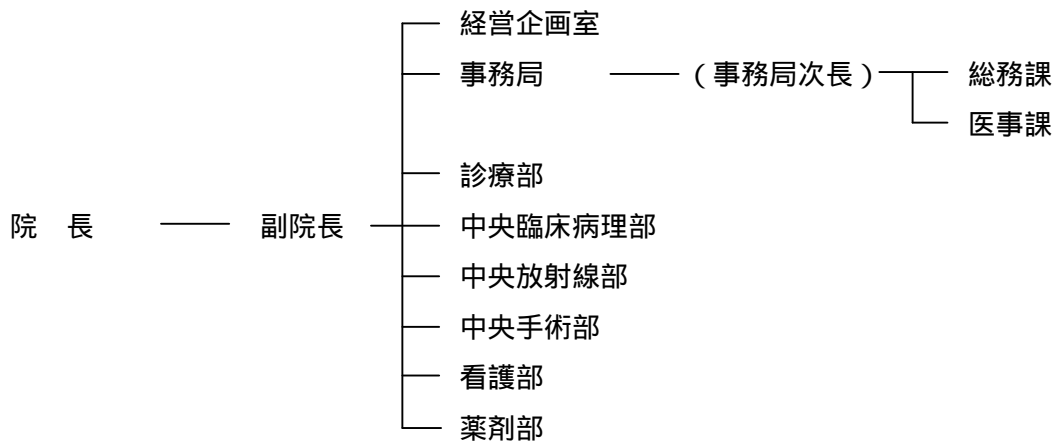 経営企画室
事務局 (事務局次長) 総務課
医事課
診療部
院 長 副院長 中央臨床病理部
中央放射線部
中央手術部
看護部
薬剤部